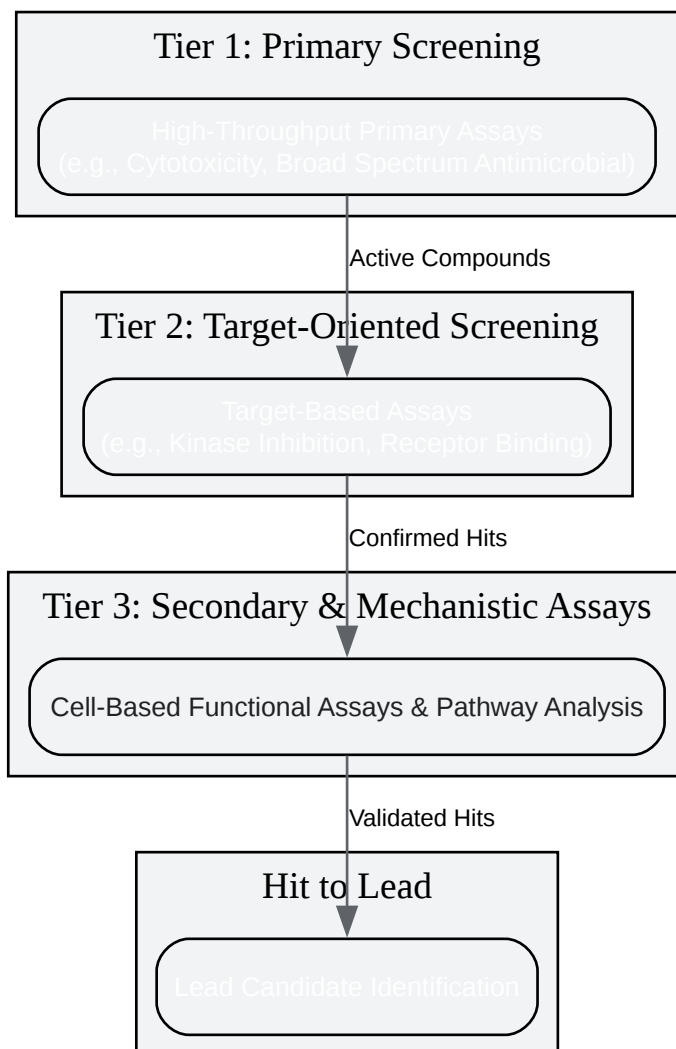 Tier 1: Primary Screening
High-Throughput Primary Assays
(e.g., Cytotoxicity, Broad Spectrum Antimicrobial)
Active Compounds
Tier 2: Target-Oriented Screening
Target-Based Assays
(e.g., Kinase Inhibition, Receptor Binding)
Confirmed Hits
Tier 3: Secondary & Mechanistic Assays
Cell-Based Functional Assays & Pathway Analysis
Validated Hits
Hit to Lead
Lead Candidate Identification